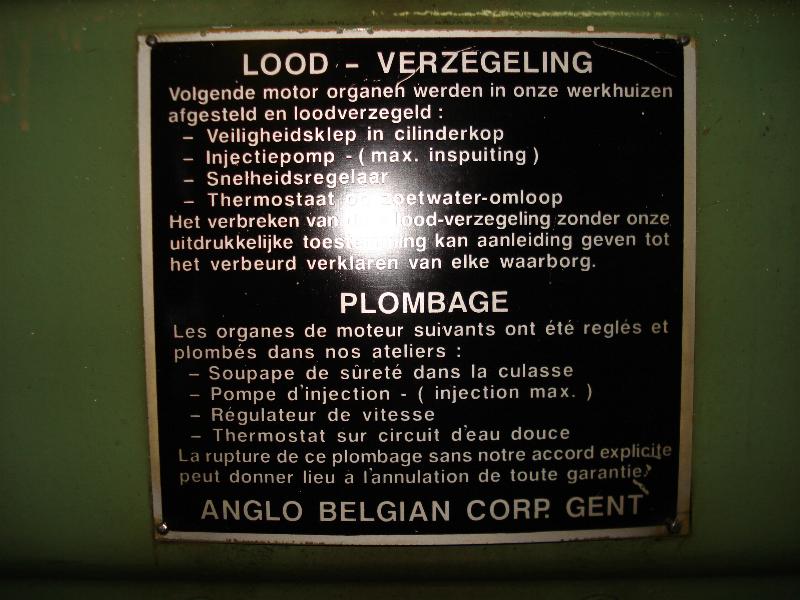 LOOD - VERZEGELING
Volgende motor organen werden in onze werkhuizen
afgesteld en loodverzegeld :
- Veiligheidsklep in cilinderkop
- Injectiepomp - ( max. inspuiting )
- Snelheidsregelaar
- Thermostaat zoetwater-omloop
Het verbreken van lood-verzegeling zonder onze
uitdrukkelijke toestemming kan aanleiding geven tot
het verbeurd verklaren van elke waarborg.
PLOMBAGE
Les organes de moteur suivants ont été reglés et
plombés dans nos ateliers :
- Soupape de sûreté dans la culasse
- Pompe d'injection - ( injection max. )
- Régulateur de vitesse
- Thermostat sur circuit d'eau douce
La rupture de ce plombage sans notre accord explicite
peut donner lieu à l'annulation de toute garantie.
ANGLO BELGIAN CORP. GENT